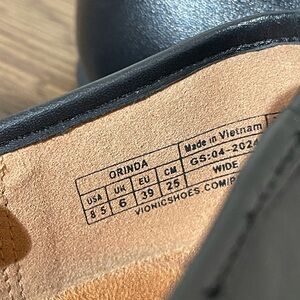 ORINDA Made in Vietnam
USA UK EU CM GS-04-2024
8 5 6 39 25 WIDE
VIONICSHOES.COM/P